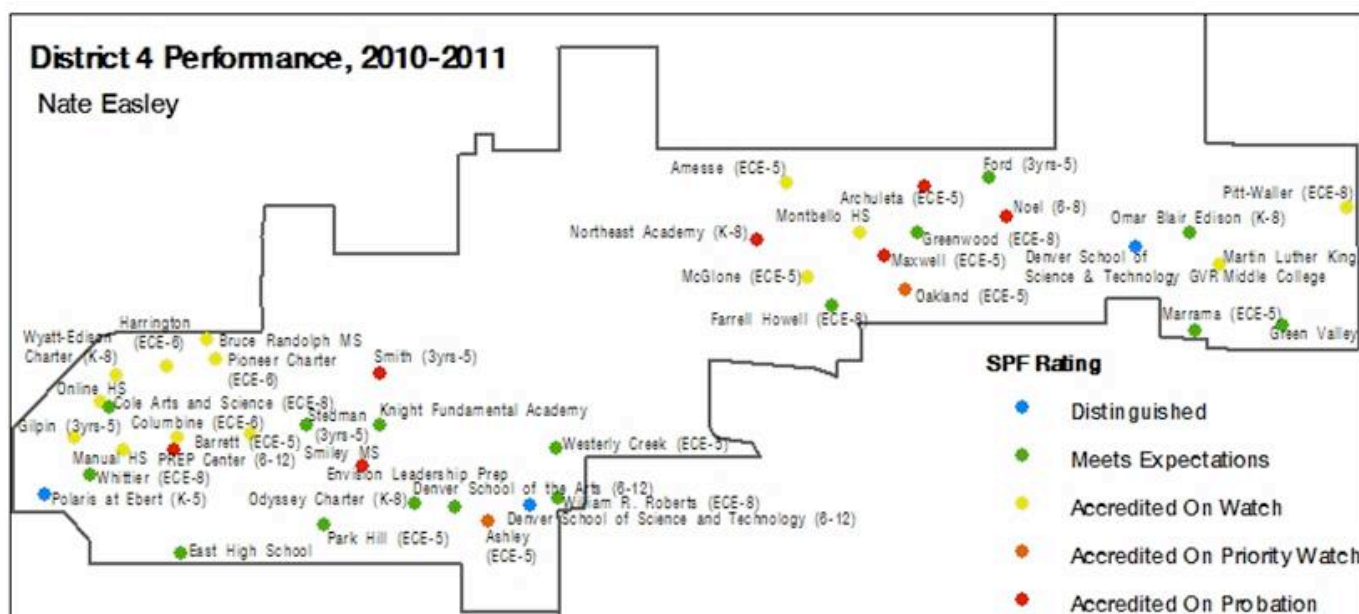 District 4 Performance, 2010-2011
Nate Easley
Amesse (ECE-5)
Ford (3yrs-5)
Archuleta (ECE-5)
Pitt-Waller (ECE-8)
Montbello HS
Noel (6-8)
Omar Blair Edison (K-8)
Northeast Academy (K-8)
Greenwood (ECE-8)
Maxwell (ECE-5)
Denver School of
Science & Technology GVR
Martin Luther King
Middle College
McGlone (ECE-5)
Oakland (ECE-5)
Farrell Howell (ECE-8)
Marrama (ECE-5)
Green Valley
Harrington
(ECE-6)
Wyatt-Edison
Charter (K-8)
Bruce Randolph MS
Pioneer Charter
(ECE-6)
Smith (3yrs-5)
Online HS
Cole Arts and Science (ECE-8)
Stedman
(3yrs-5)
Knight Fundamental Academy
Gilpin (3yrs-5)
Columbine (ECE-6)
Barrett (ECE-5)
Smiley MS
Westerly Creek (ECE-5)
Manual HS
PREP Center (6-12)
Whittier (ECE-8)
Envision Leadership Prep
Polaris at Ebert (K-5)
Odyssey Charter (K-8)
Denver School of the Arts (6-12)
William R. Roberts (ECE-8)
Denver School of Science and Technology (6-12)
Park Hill (ECE-5)
Ashley
(ECE-5)
East High School
SPF Rating
Distinguished
Meets Expectations
Accredited On Watch
Accredited On Priority Watch
Accredited On Probation